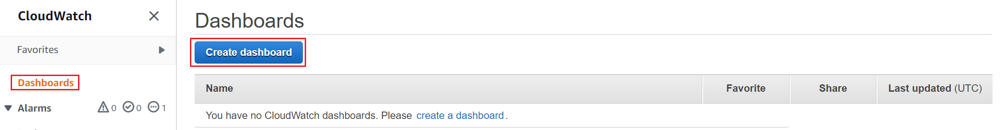 CloudWatch
Favorites
Dashboards
Alarms 0 0 1
Dashboards
Create dashboard
Name Favorite Share Last updated (UTC)
You have no CloudWatch dashboards. Please create a dashboard.